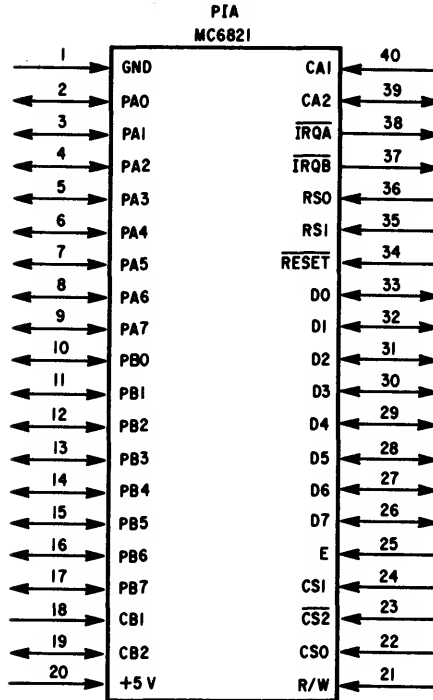 PIA
MC6821
1 GND CA1 40
2 PA0 CA2 39
3 PA1 IRQA 38
4 PA2 IRQB 37
5 PA3 RS0 36
6 PA4 RS1 35
7 PA5 RESET 34
8 PA6 D0 33
9 PA7 D1 32
10 PB0 D2 31
11 PB1 D3 30
12 PB2 D4 29
13 PB3 D5 28
14 PB4 D6 27
15 PB5 D7 26
16 PB6 E 25
17 PB7 CS1 24
18 CB1 CS2 23
19 CB2 CS0 22
20 +5 V R/W 21